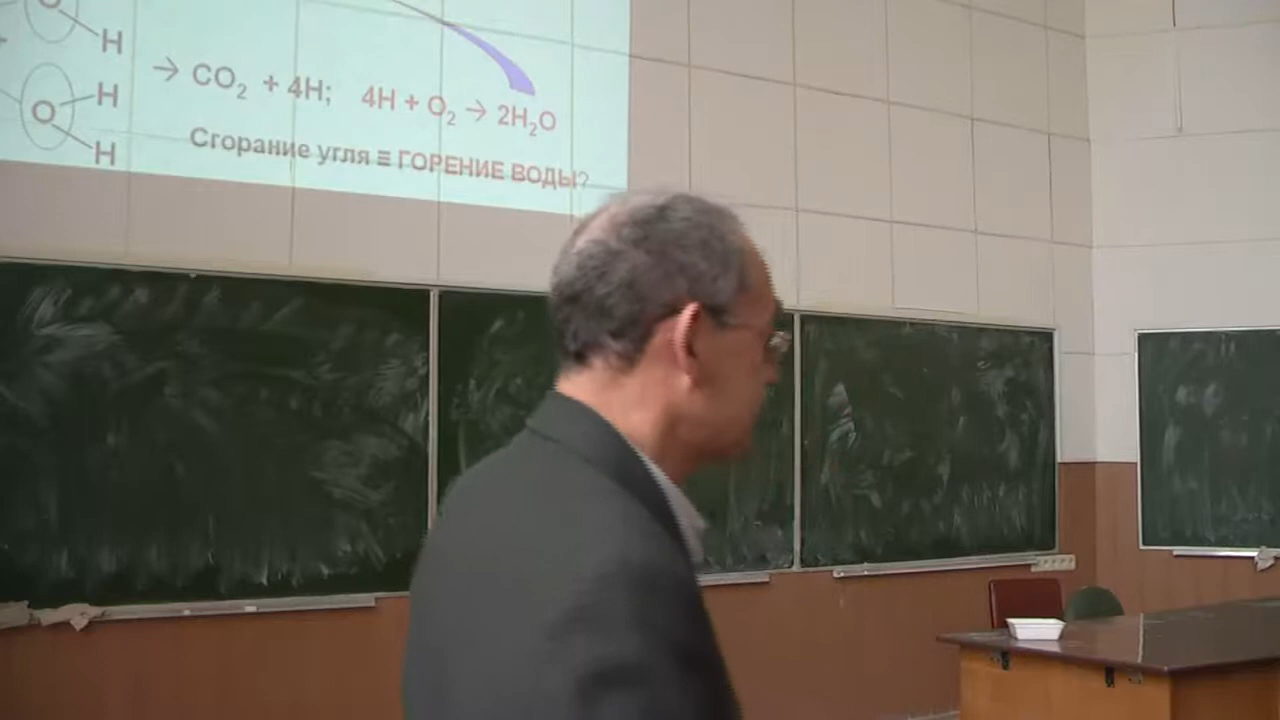 H
→ CO₂ + 4H; 4H + O₂ → 2H₂O
O H
H
Сгорание угля ≡ ГОРЕНИЕ ВОДЫ?